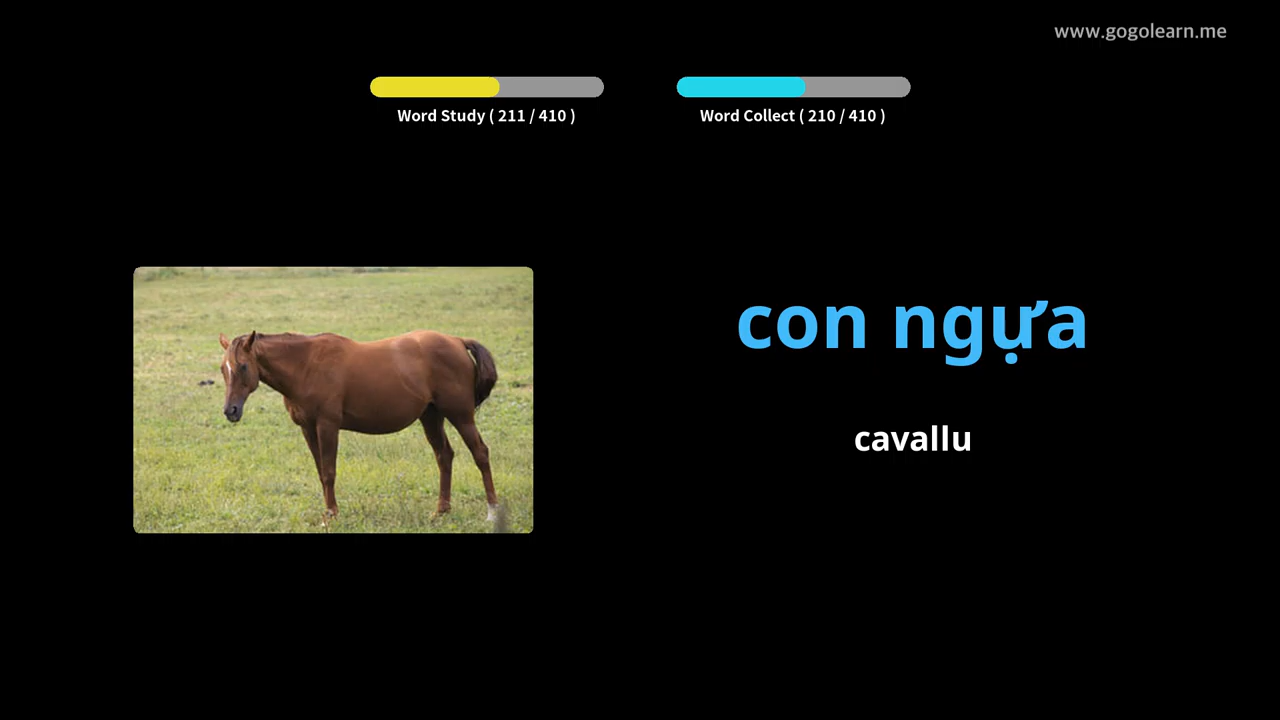 www.gogolearn.me
Word Study ( 211 / 410 )
Word Collect ( 210 / 410 )
con ngựa
cavallu